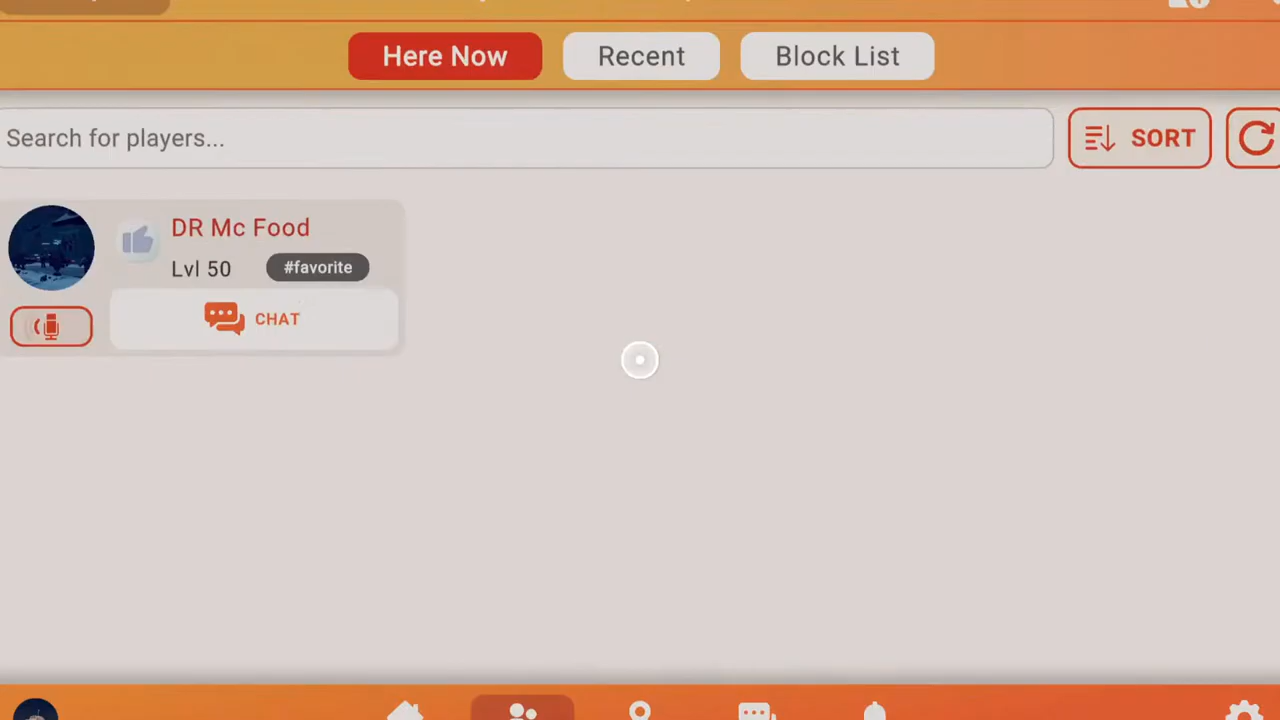 Here Now
Recent
Block List
Search for players...
SORT
DR Mc Food
Lvl 50
#favorite
CHAT